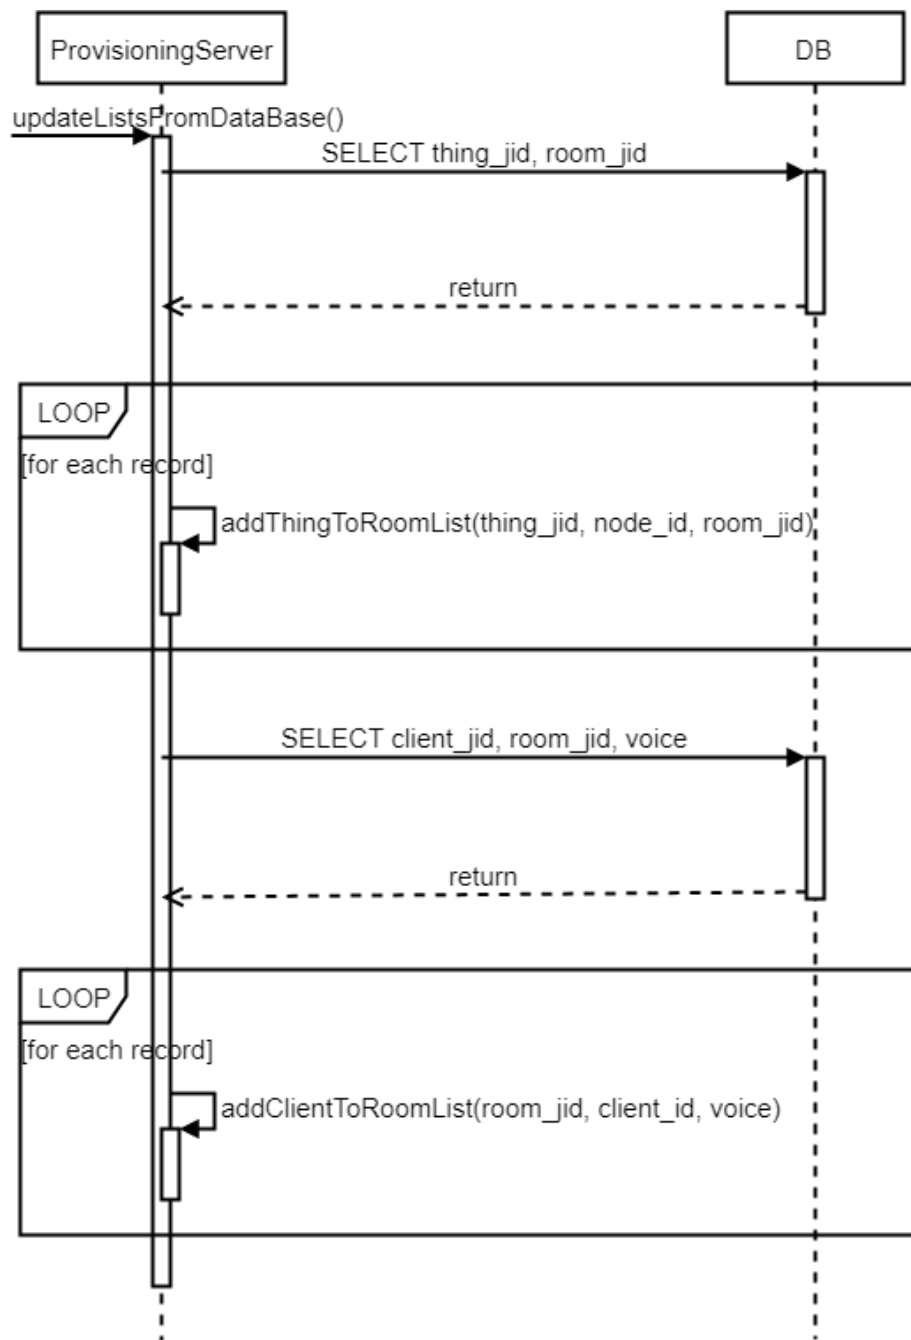 ProvisioningServer
DB
updateListsFromDataBase()
SELECT thing_jid, room_jid
return
LOOP
[for each record]
addThingToRoomList(thing_jid, node_id, room_jid)
SELECT client_jid, room_jid, voice
return
LOOP
[for each record]
addClientToRoomList(room_jid, client_id, voice)